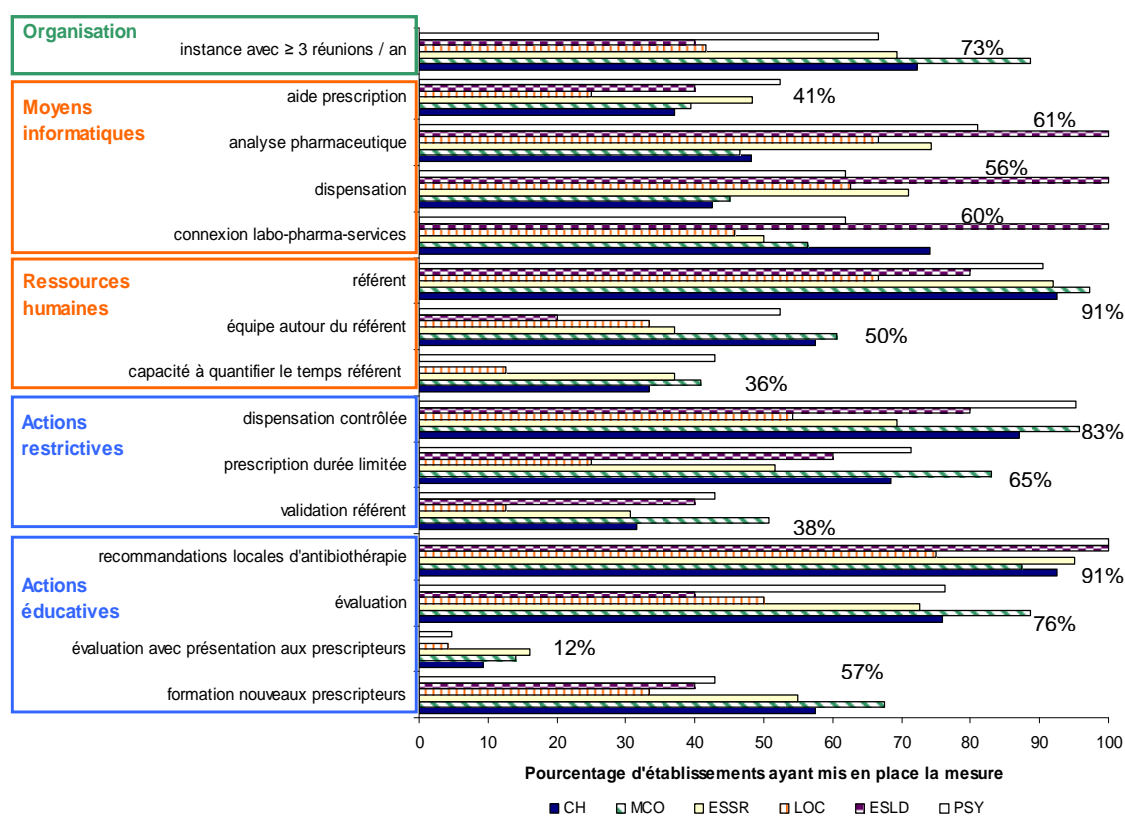 Organisation
instance avec ≥ 3 réunions / an
73%
Moyens
informatiques
aide prescription
41%
analyse pharmaceutique
61%
dispensation
56%
connexion labo-pharma-services
60%
Ressources
humaines
référent
91%
équipe autour du référent
50%
capacité à quantifier le temps référent
36%
Actions
restrictives
dispensation contrôlée
83%
prescription durée limitée
65%
validation référent
38%
Actions
éducatives
recommandations locales d'antibiothérapie
91%
évaluation
76%
évaluation avec présentation aux prescripteurs
12%
formation nouveaux prescripteurs
57%
0 10 20 30 40 50 60 70 80 90 100
Pourcentage d'établissements ayant mis en place la mesure
CH MCO ESSR LOC ESLD PSY